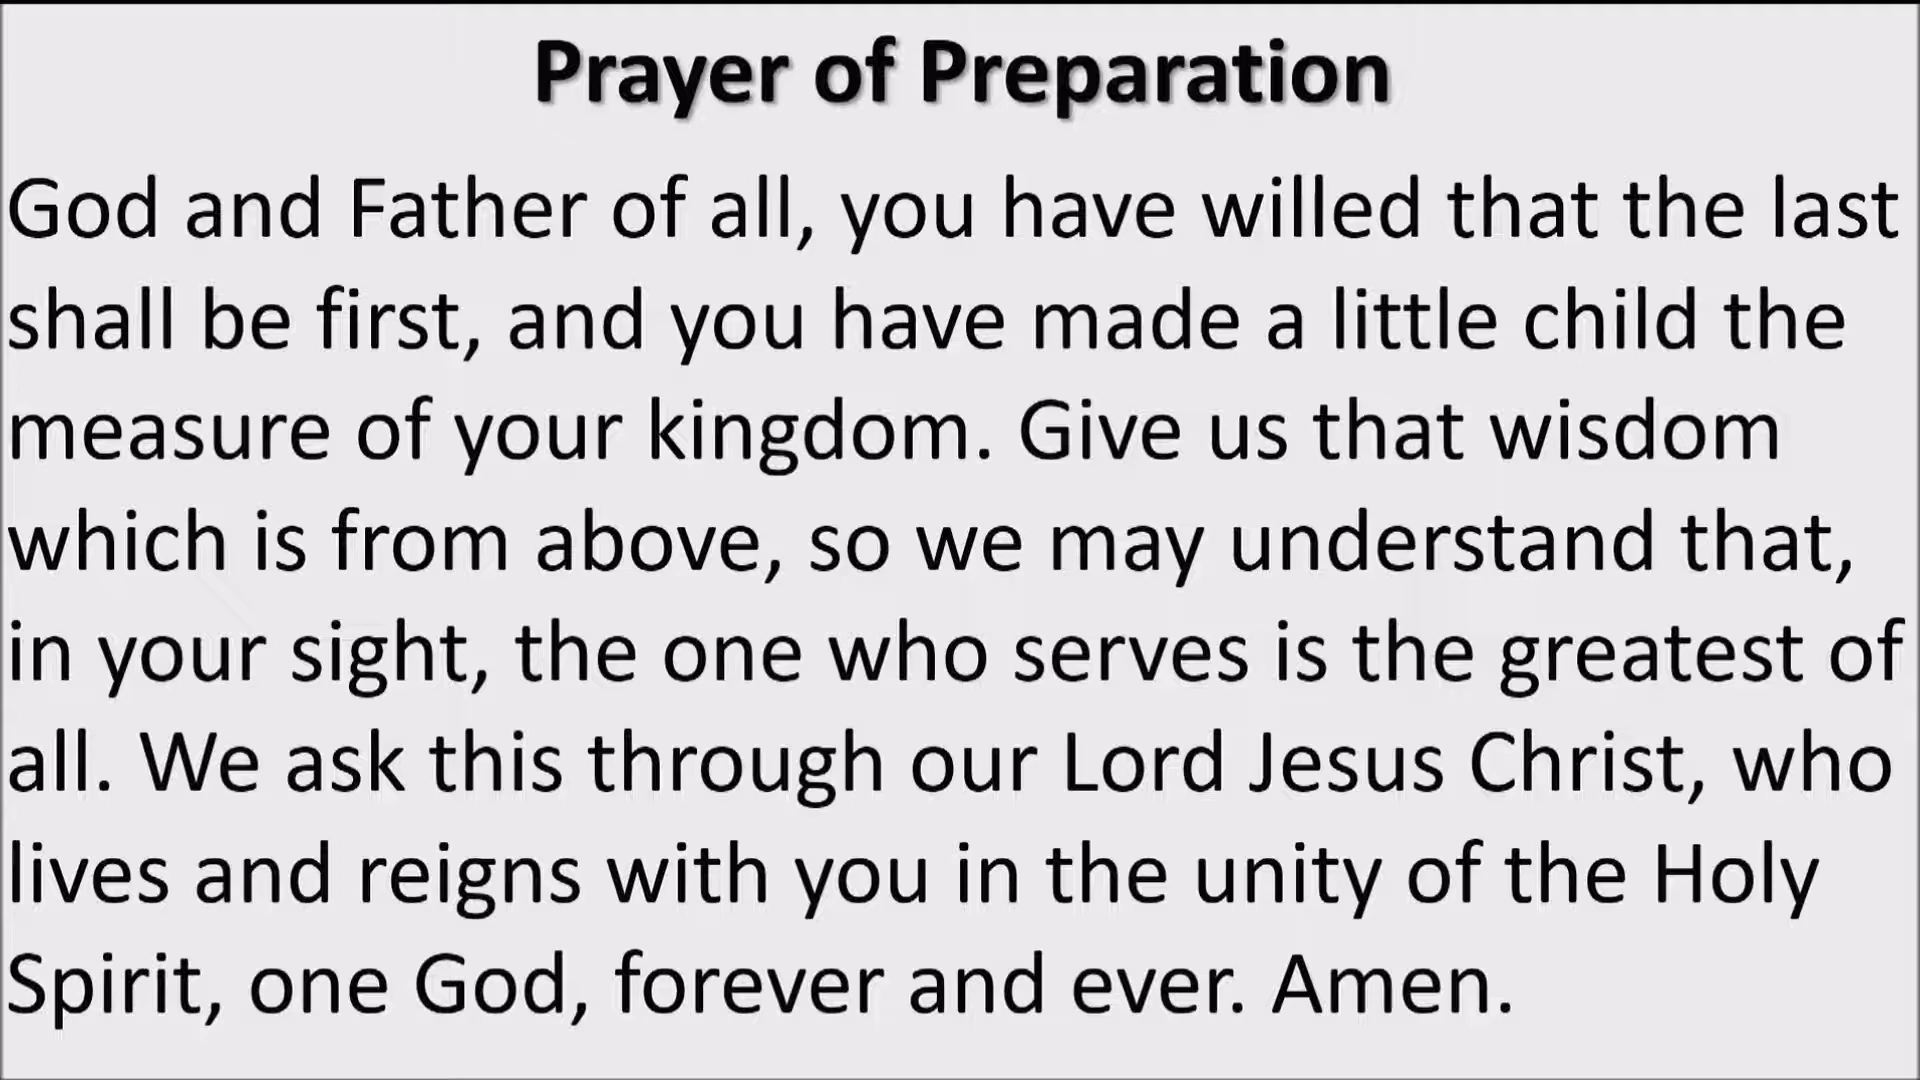 Prayer of Preparation
God and Father of all, you have willed that the last
shall be first, and you have made a little child the
measure of your kingdom. Give us that wisdom
which is from above, so we may understand that,
in your sight, the one who serves is the greatest of
all. We ask this through our Lord Jesus Christ, who
lives and reigns with you in the unity of the Holy
Spirit, one God, forever and ever. Amen.